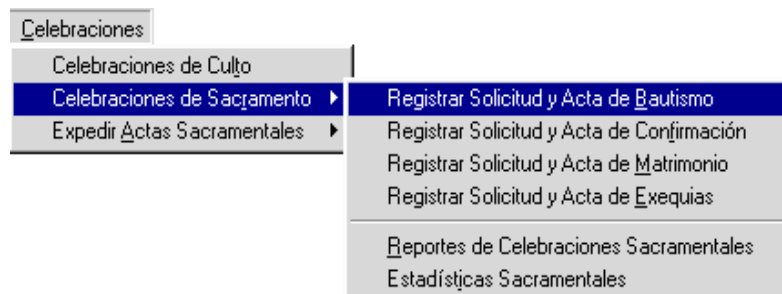 Celebraciones
Celebraciones de Culto
Celebraciones de Sacramento
Expedir Actas Sacramentales
Registrar Solicitud y Acta de Bautismo
Registrar Solicitud y Acta de Confirmación
Registrar Solicitud y Acta de Matrimonio
Registrar Solicitud y Acta de Exequias
Reportes de Celebraciones Sacramentales
Estadísticas Sacramentales